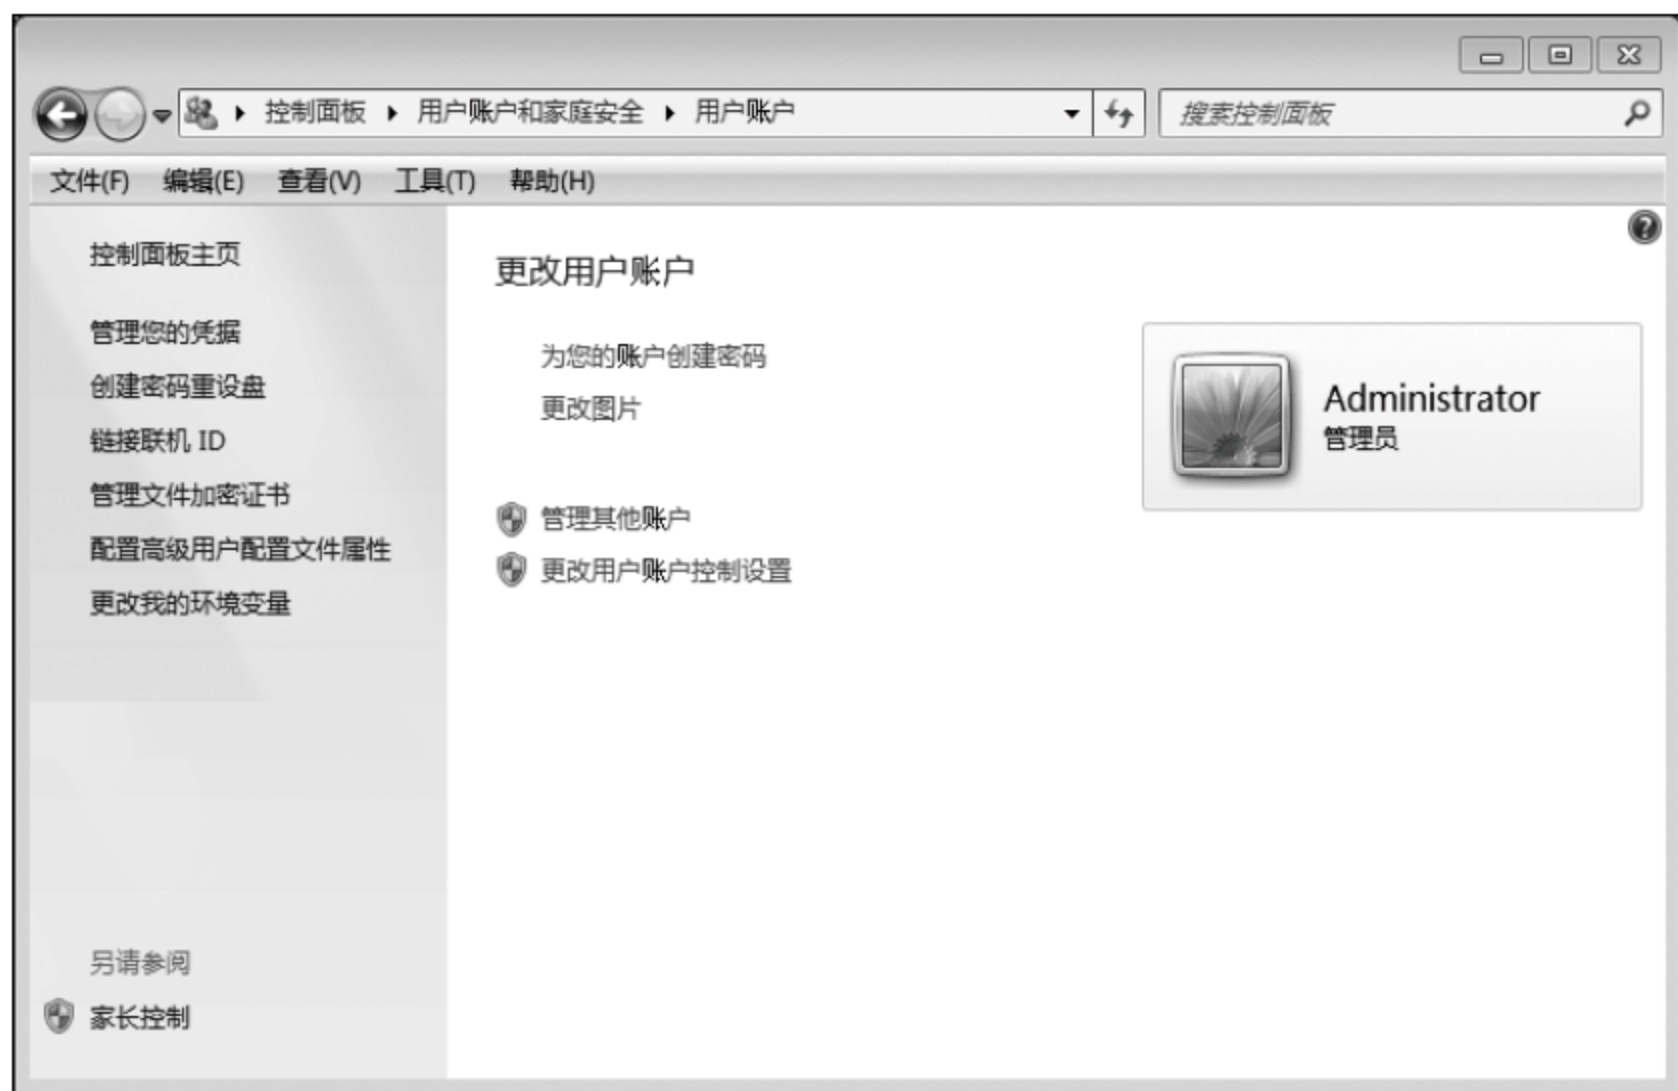 控制面板 用户账户和家庭安全 用户账户 搜索控制面板
文件(F) 编辑(E) 查看(V) 工具(T) 帮助(H)
控制面板主页
管理您的凭据
创建密码重设盘
链接联机 ID
管理文件加密证书
配置高级用户配置文件属性
更改我的环境变量
另请参阅
家长控制
更改用户账户
为您的账户创建密码
更改图片
管理其他账户
更改用户账户控制设置
Administrator
管理员